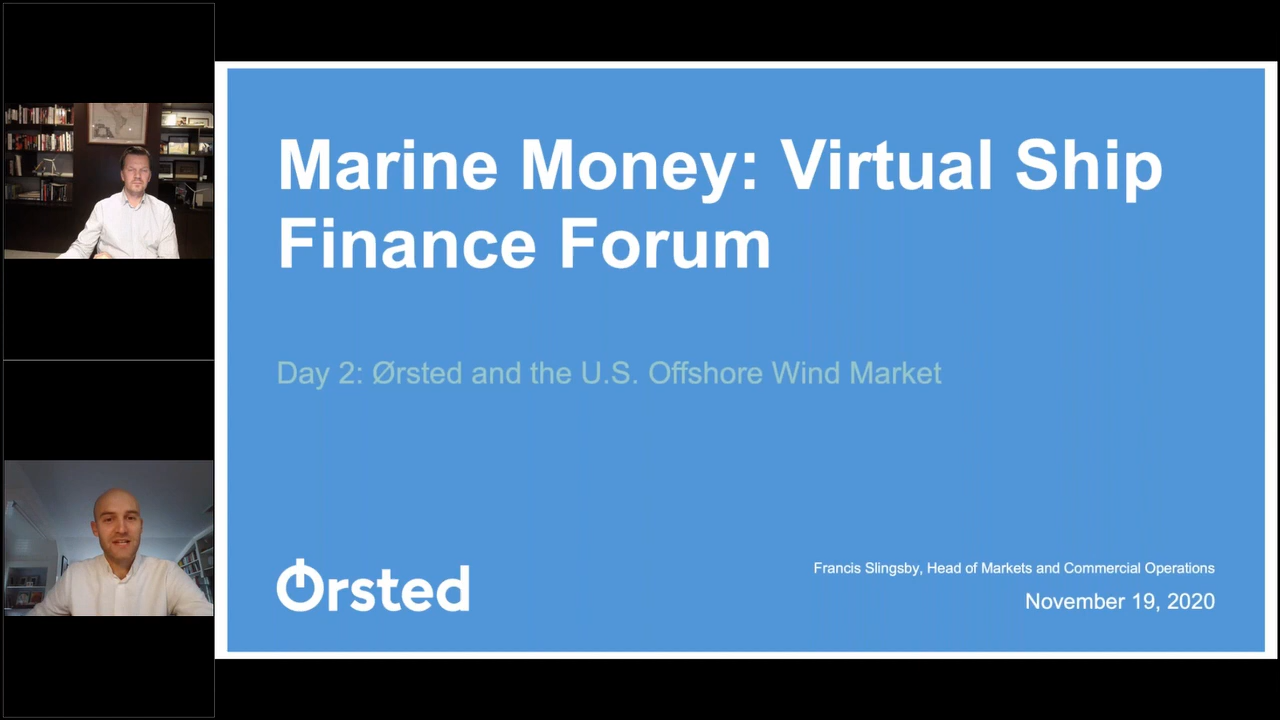 Marine Money: Virtual Ship
Finance Forum
Day 2: Ørsted and the U.S. Offshore Wind Market
Ørsted
Francis Slingsby, Head of Markets and Commercial Operations
November 19, 2020